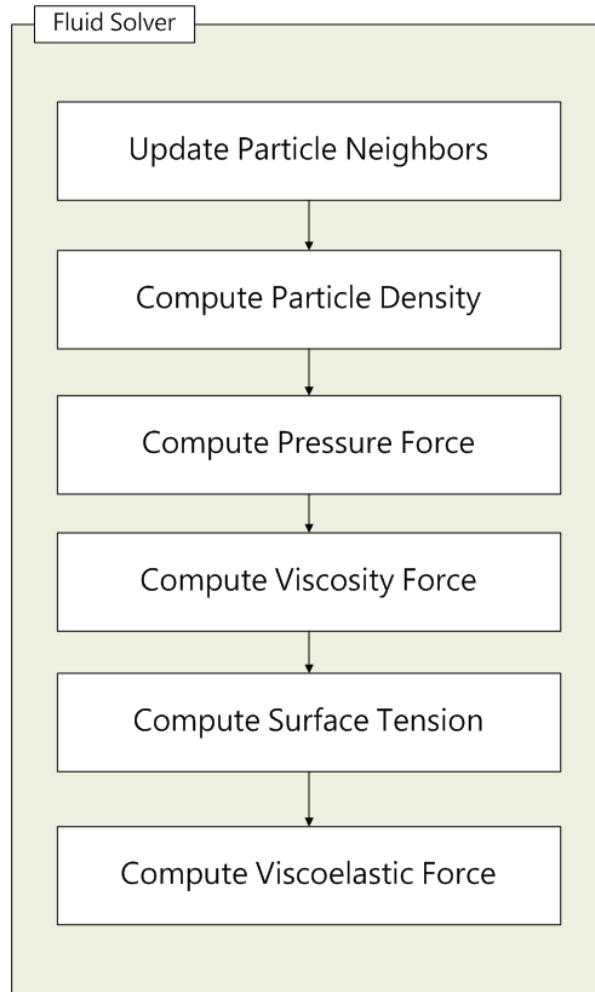 Fluid Solver
Update Particle Neighbors
Compute Particle Density
Compute Pressure Force
Compute Viscosity Force
Compute Surface Tension
Compute Viscoelastic Force